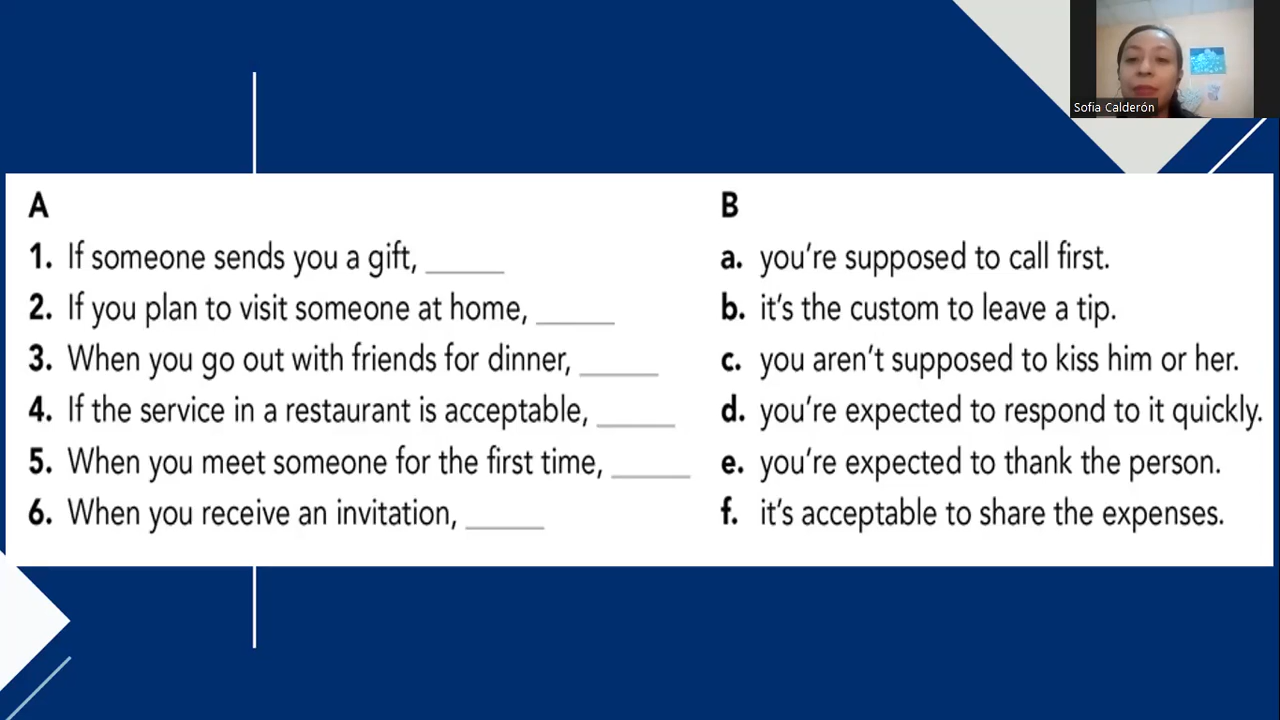 Sofia Calderón
A
1. If someone sends you a gift, ______
2. If you plan to visit someone at home, ______
3. When you go out with friends for dinner, ______
4. If the service in a restaurant is acceptable, ______
5. When you meet someone for the first time, ______
6. When you receive an invitation, ______
B
a. you're supposed to call first.
b. it's the custom to leave a tip.
c. you aren't supposed to kiss him or her.
d. you're expected to respond to it quickly.
e. you're expected to thank the person.
f. it's acceptable to share the expenses.